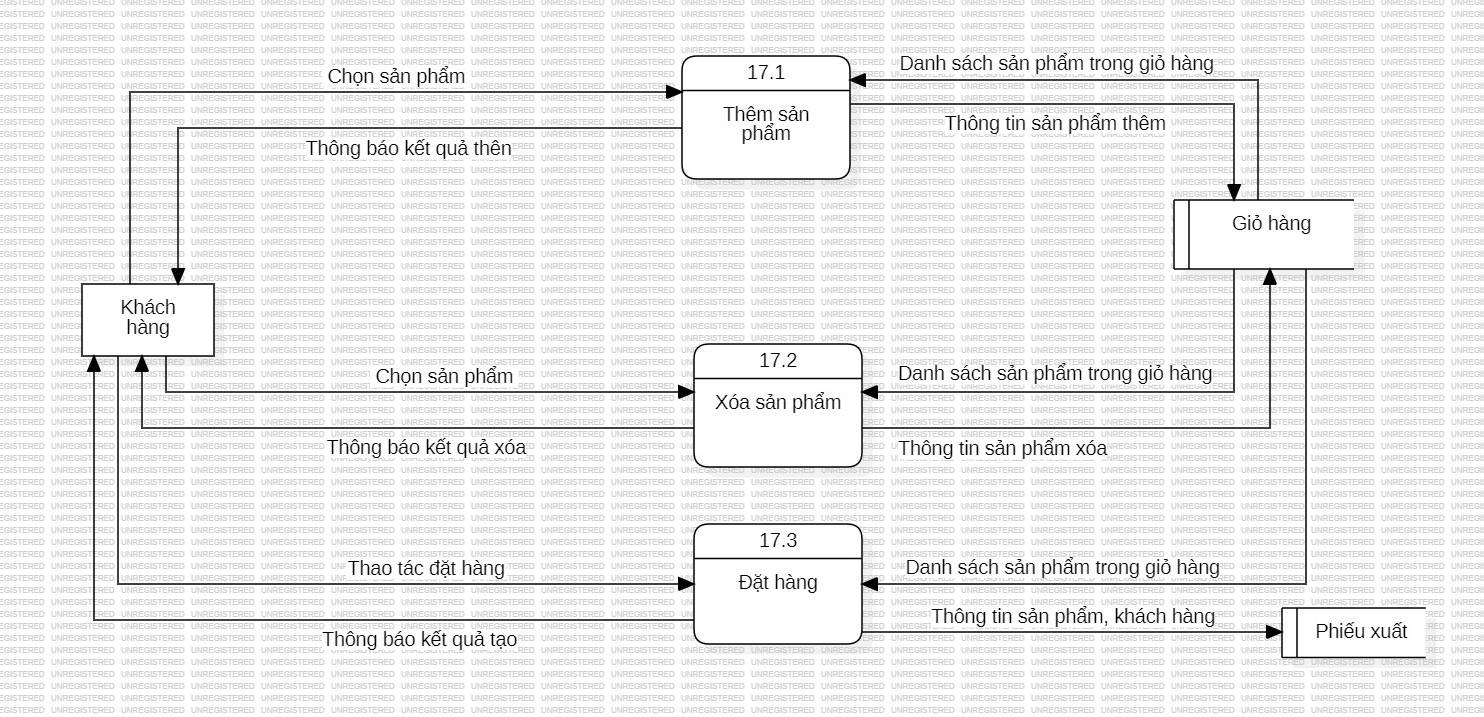 17.1
Chọn sản phẩm
Danh sách sản phẩm trong giỏ hàng
Thêm sản
phẩm
Thông tin sản phẩm thêm
Thông báo kết quả thên
Giỏ hàng
Khách
hàng
17.2
Chọn sản phẩm
Danh sách sản phẩm trong giỏ hàng
Xóa sản phẩm
Thông báo kết quả xóa
Thông tin sản phẩm xóa
17.3
Thao tác đặt hàng
Danh sách sản phẩm trong giỏ hàng
Đặt hàng
Thông tin sản phẩm, khách hàng
Phiếu xuất
Thông báo kết quả tạo
UNREGISTERED